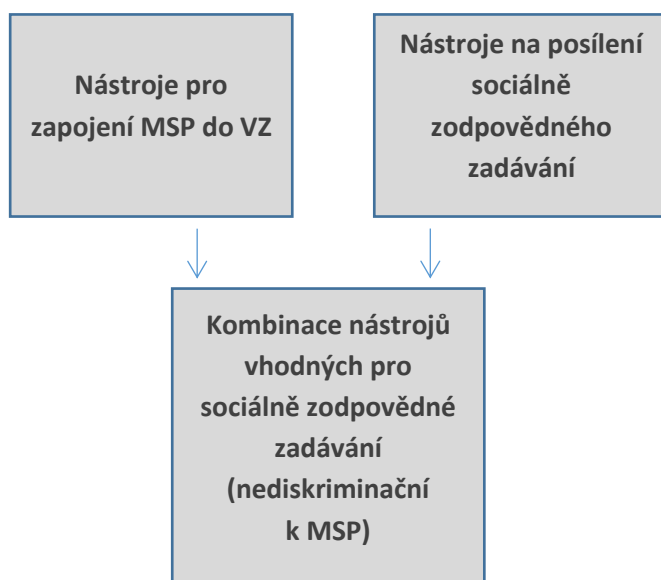 Nástroje pro
zapojení MSP do VZ
Nástroje na posílení
sociálně
zodpovědného
zadávání
Kombinace nástrojů
vhodných pro
sociálně zodpovědné
zadávání
(nediskriminační
k MSP)